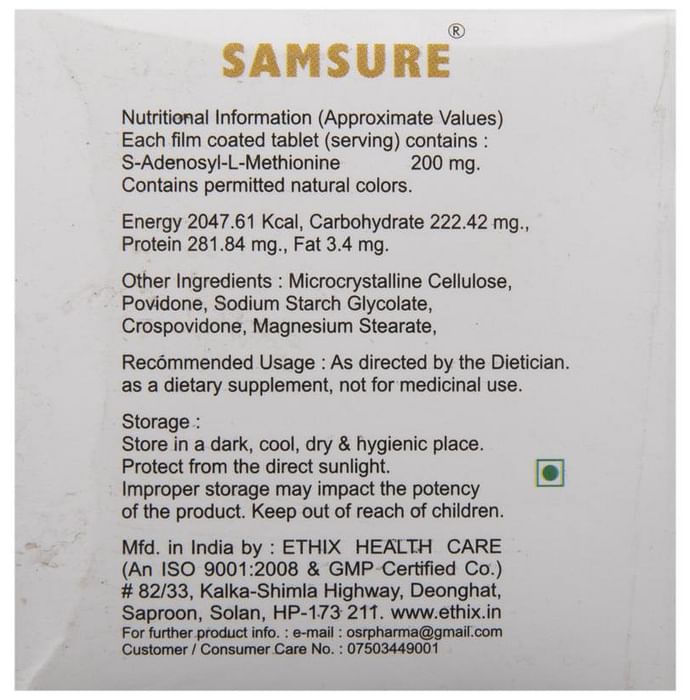 SAMSURE®
Nutritional Information (Approximate Values)
Each film coated tablet (serving) contains :
S-Adenosyl-L-Methionine 200 mg.
Contains permitted natural colors.
Energy 2047.61 Kcal, Carbohydrate 222.42 mg.,
Protein 281.84 mg., Fat 3.4 mg.
Other Ingredients : Microcrystalline Cellulose,
Povidone, Sodium Starch Glycolate,
Crospovidone, Magnesium Stearate,
Recommended Usage : As directed by the Dietician.
as a dietary supplement, not for medicinal use.
Storage :
Store in a dark, cool, dry & hygienic place.
Protect from the direct sunlight.
Improper storage may impact the potency
of the product. Keep out of reach of children.
Mfd. in India by : ETHIX HEALTH CARE
(An ISO 9001:2008 & GMP Certified Co.)
# 82/33, Kalka-Shimla Highway, Deonghat,
Saproon, Solan, HP-173 211. www.ethix.in
For further product info. : e-mail : osrpharma@gmail.com
Customer / Consumer Care No. : 07503449001